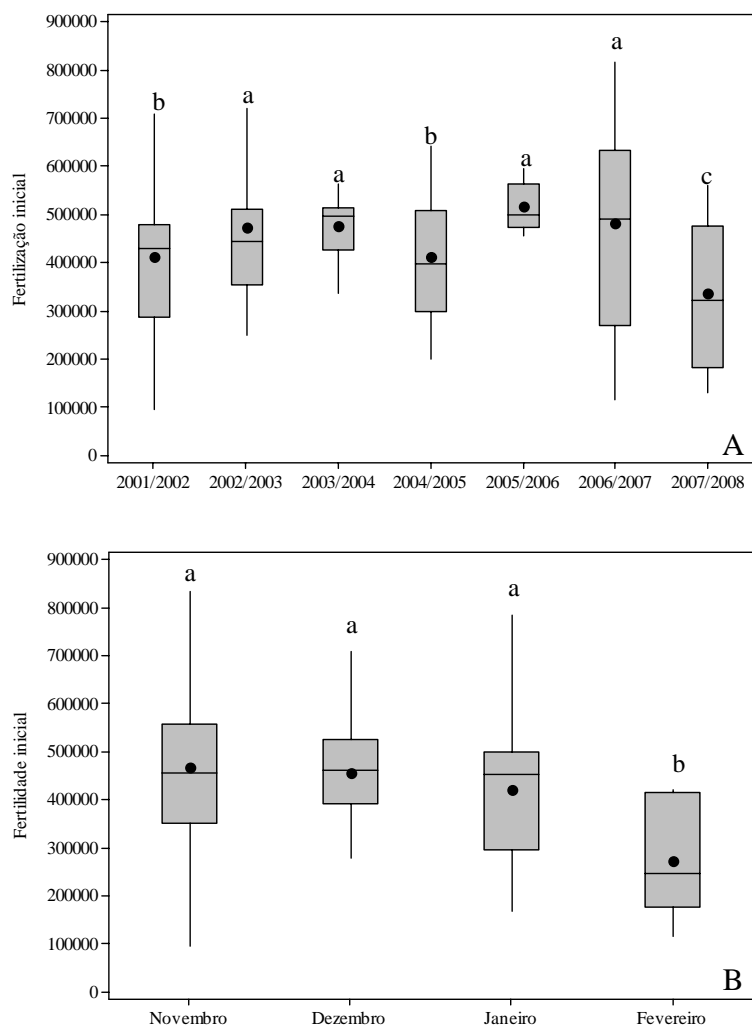 900000
a
800000
b
a
700000
b
600000
a
a
c
500000
400000
300000
200000
100000
0
Fertilização inicial
A
2001/2002 2002/2003 2003/2004 2004/2005 2005/2006 2006/2007 2007/2008
900000
a
a
800000
a
700000
600000
500000
b
400000
300000
200000
100000
0
Fertilidade inicial
B
Novembro Dezembro Janeiro Fevereiro